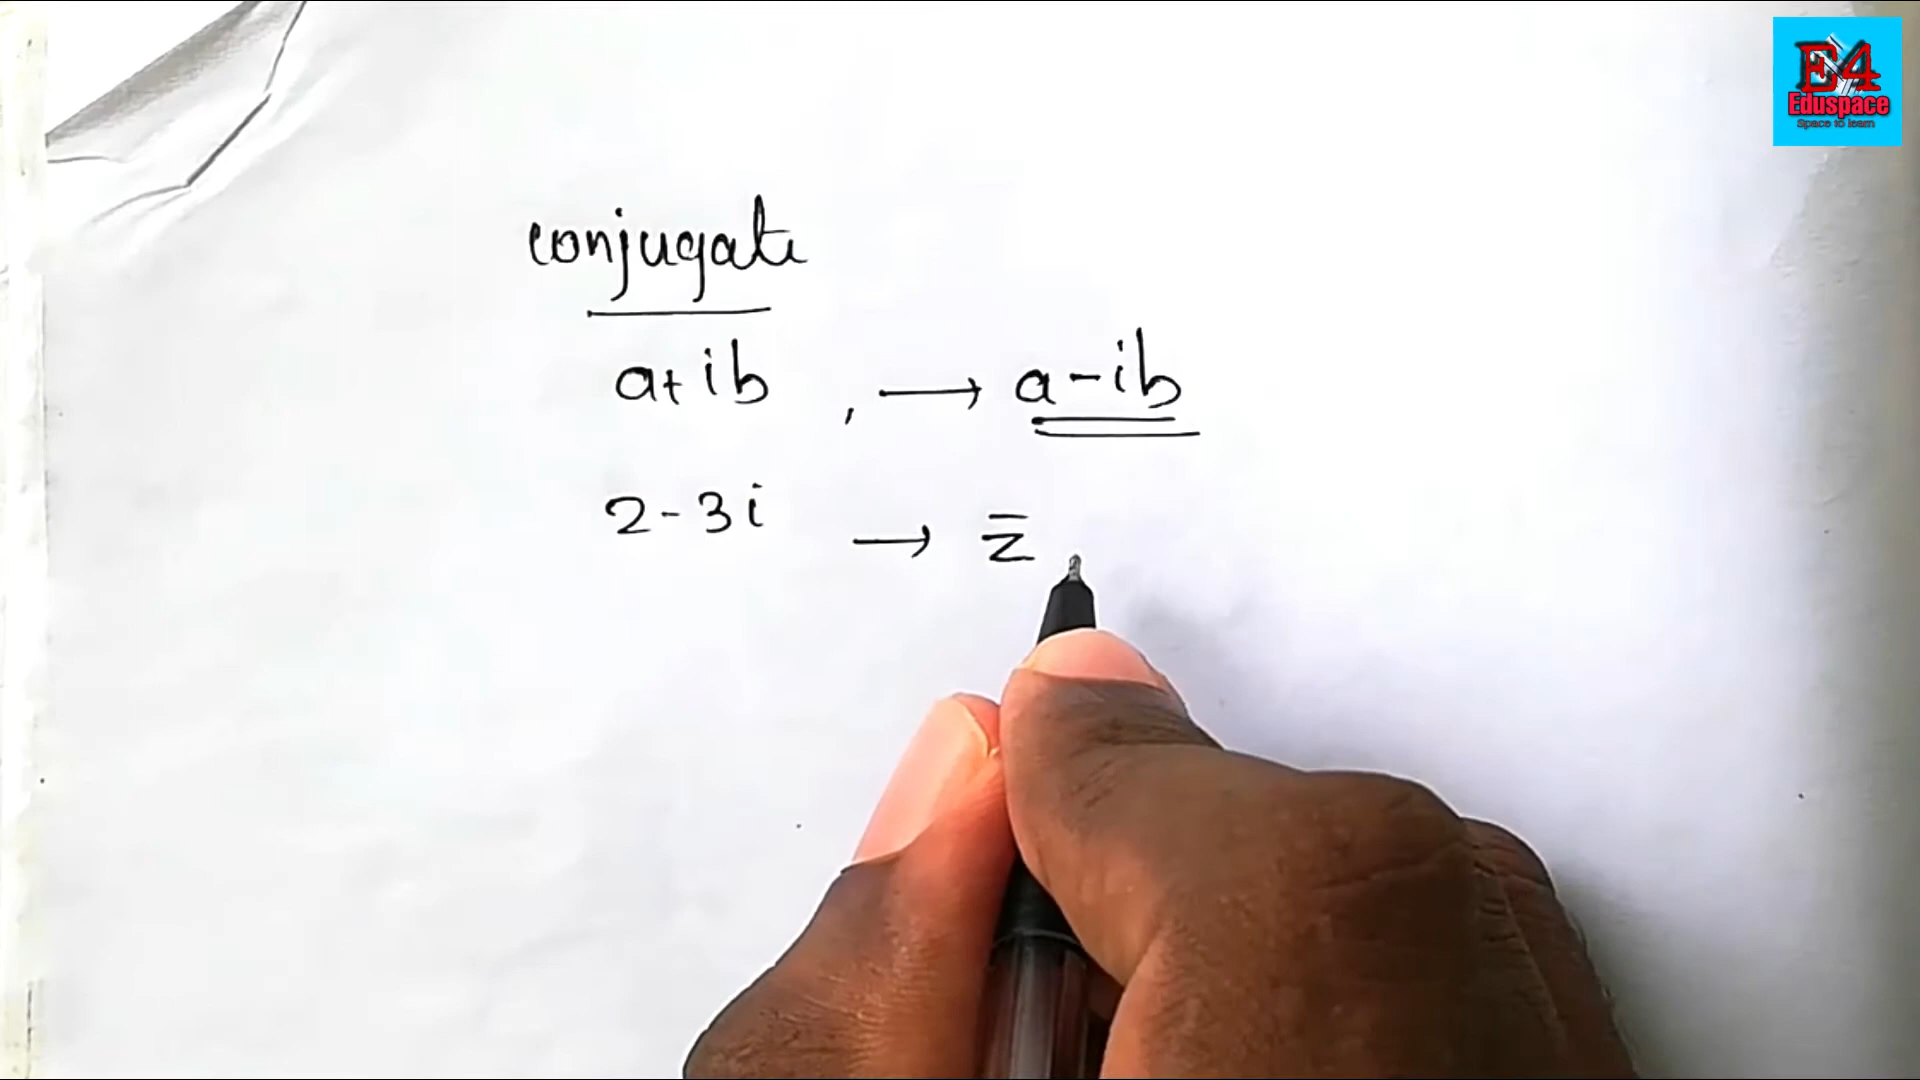 E4
Eduspace
Space to learn
conjugate
a+ib , → a-ib
2-3i → z̄